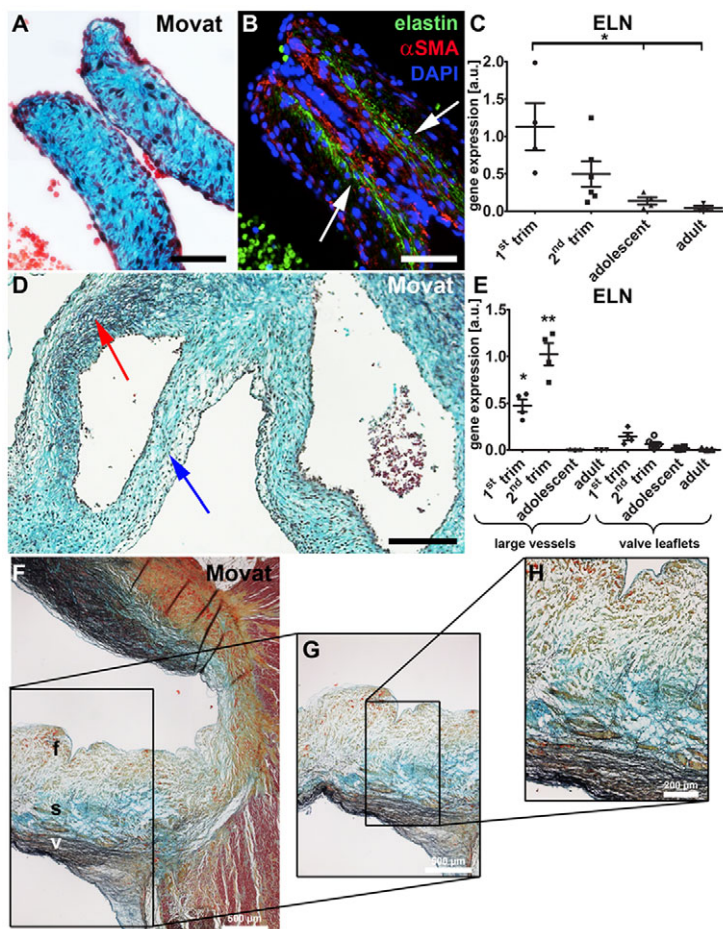 A Movat
B elastin
αSMA
DAPI
C ELN
*
gene expression [a.u.]
2.0
1.5
1.0
0.5
0.0
1st trim
2nd trim
adolescent
adult
D Movat
E ELN
gene expression [a.u.]
1.5
1.0
0.5
0.0
*
**
1st trim
2nd trim
adolescent
adult
1st trim
2nd trim
adolescent
adult
large vessels
valve leaflets
F Movat
f
s
v
500 µm
G
500 µm
H
200 µm